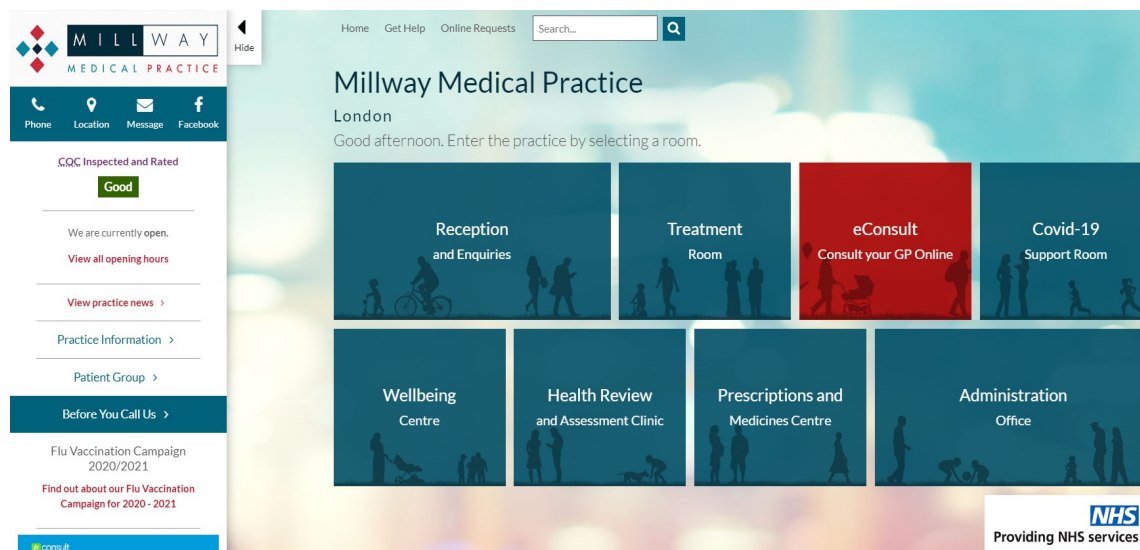 MILLWAY
MEDICAL PRACTICE
Phone
Location
Message
Facebook
CQC Inspected and Rated
Good
We are currently open.
View all opening hours
View practice news >
Practice Information >
Patient Group >
Before You Call Us >
Flu Vaccination Campaign
2020/2021
Find out about our Flu Vaccination
Campaign for 2020 - 2021
e consult
Hide
Home
Get Help
Online Requests
Search...
Millway Medical Practice
London
Good afternoon. Enter the practice by selecting a room.
Reception
and Enquiries
Treatment
Room
eConsult
Consult your GP Online
Covid-19
Support Room
Wellbeing
Centre
Health Review
and Assessment Clinic
Prescriptions and
Medicines Centre
Administration
Office
NHS
Providing NHS services